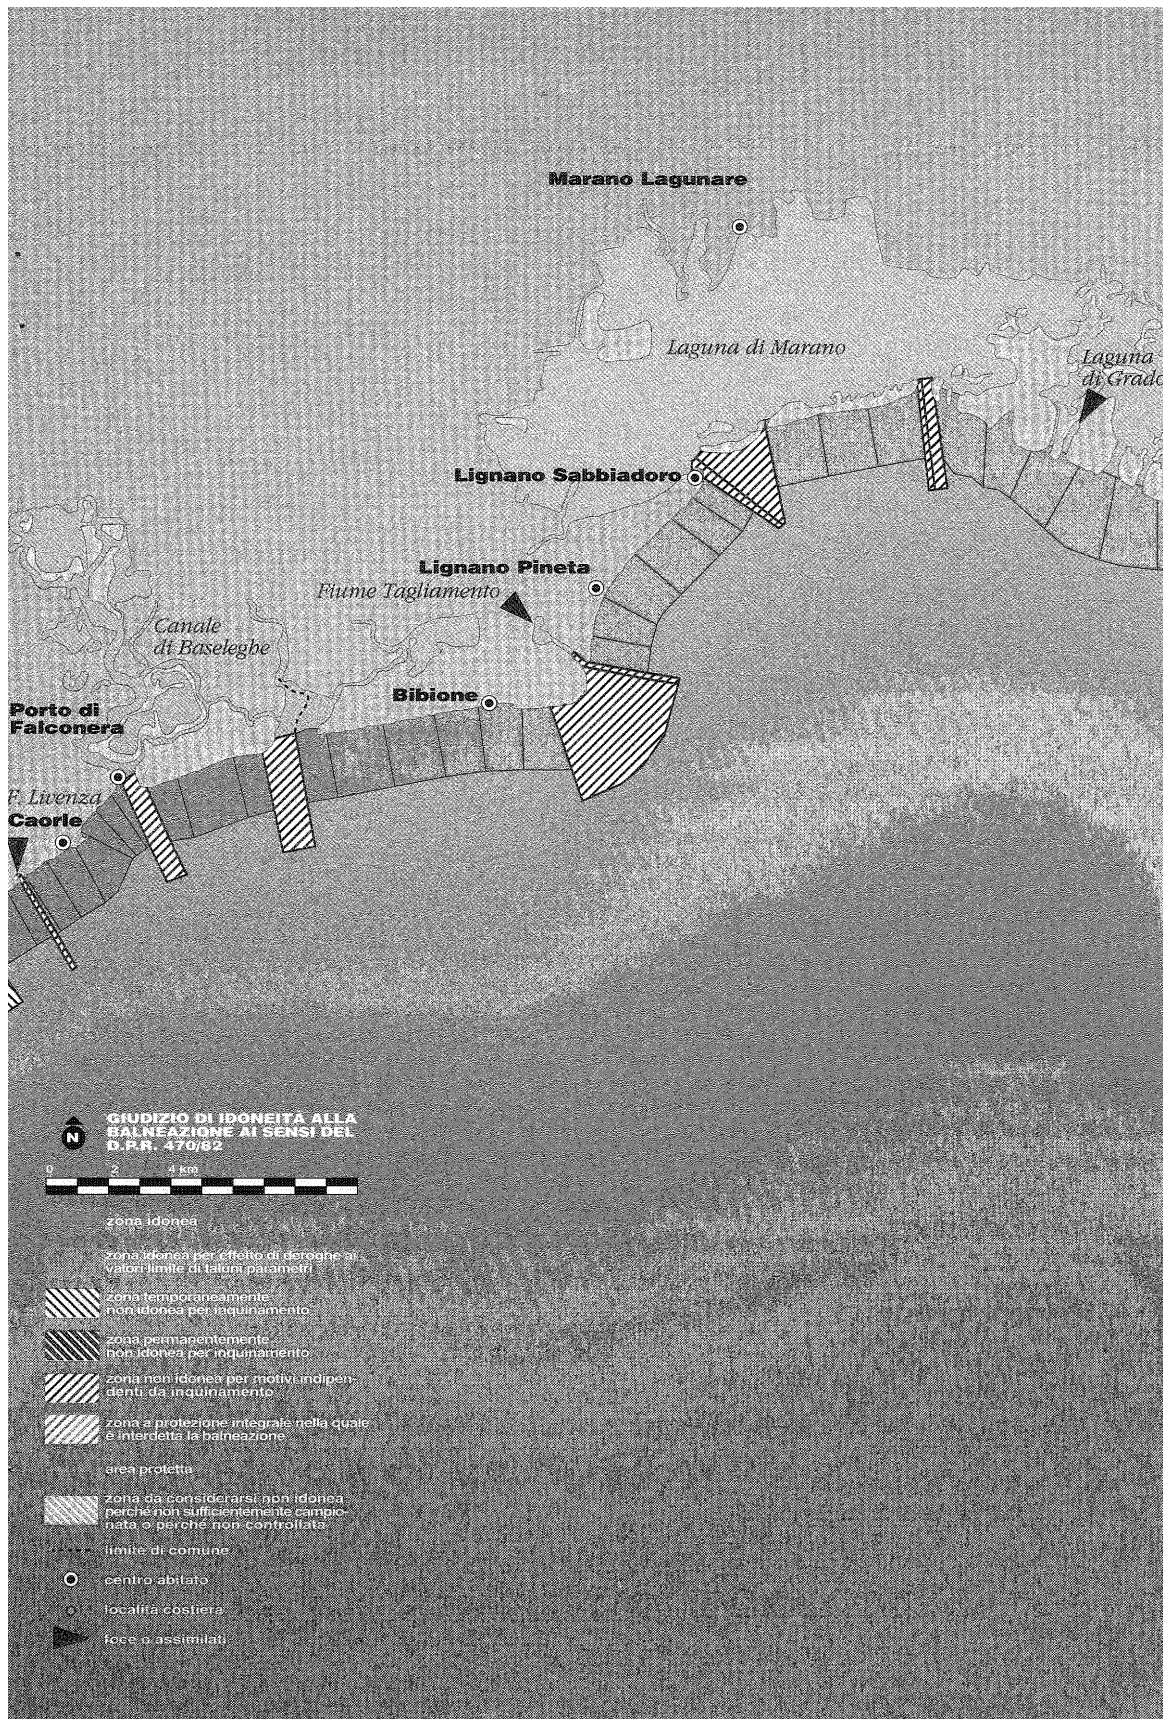 Marano Lagunare
Laguna di Marano
Laguna
di Grado
Lignano Sabbiadoro
Lignano Pineta
Fiume Tagliamento
Canale
di Baseleghe
Bibione
Porto di
Falconera
F. Livenza
Caorle
N
GIUDIZIO DI IDONEITÀ ALLA
BALNEAZIONE AI SENSI DEL
D.P.R. 470/82
0 2 4 km
zona idonea
zona idonea per effetto di deroghe ai
valori limite di taluni parametri
zona temporaneamente
non idonea per inquinamento
zona permanentemente
non idonea per inquinamento
zona non idonea per motivi indipen-
denti da inquinamento
zona a protezione integrale nella quale
è interdetta la balneazione
area protetta
zona da considerarsi non idonea
perché non sufficientemente campio-
nata o perché non controllata
limite di comune
centro abitato
località costiera
foce o assimilati